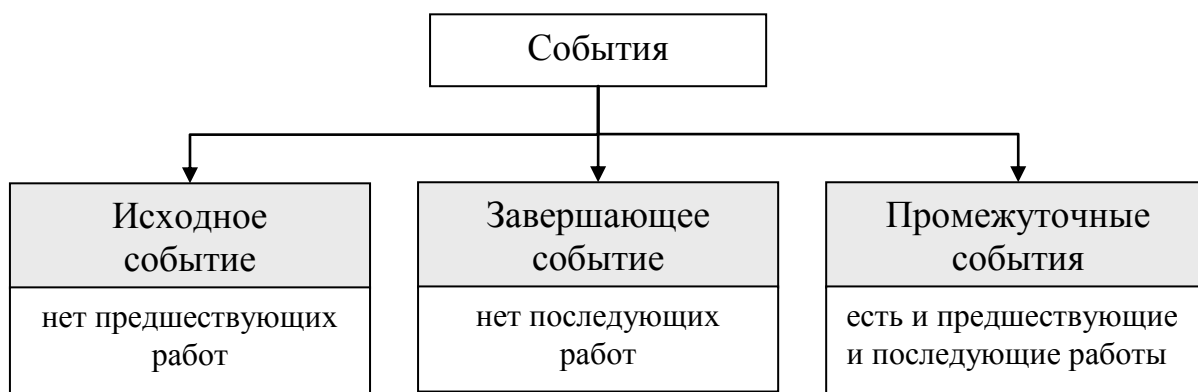 События
Исходное
событие
нет предшествующих
работ
Завершающее
событие
нет последующих
работ
Промежуточные
события
есть и предшествующие
и последующие работы